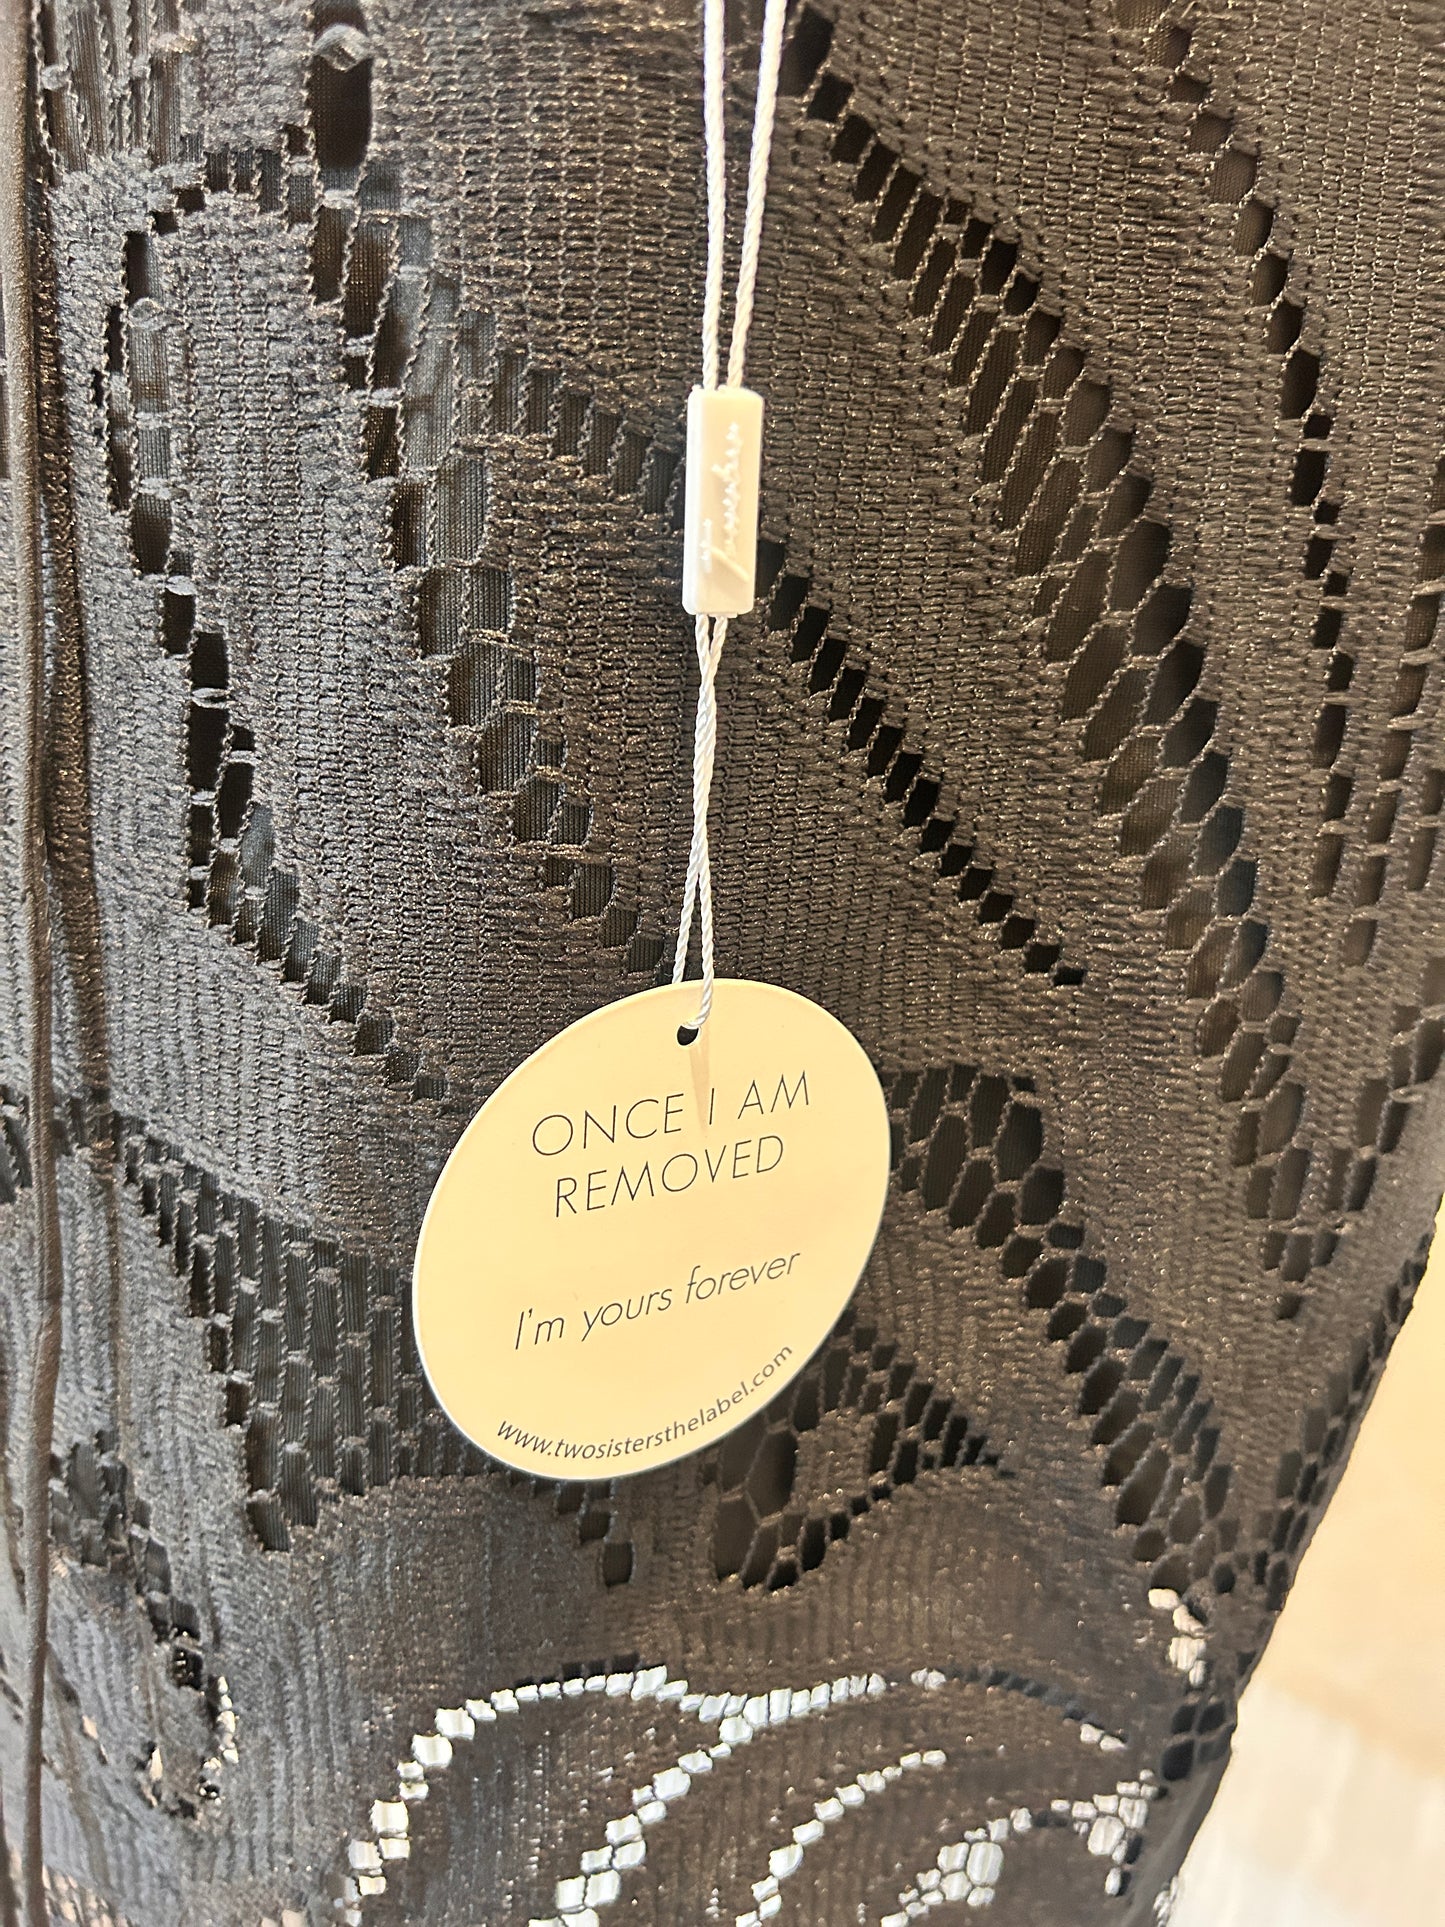 ONCE I AM
REMOVED
I'm yours forever
www.twosistersthelabel.com